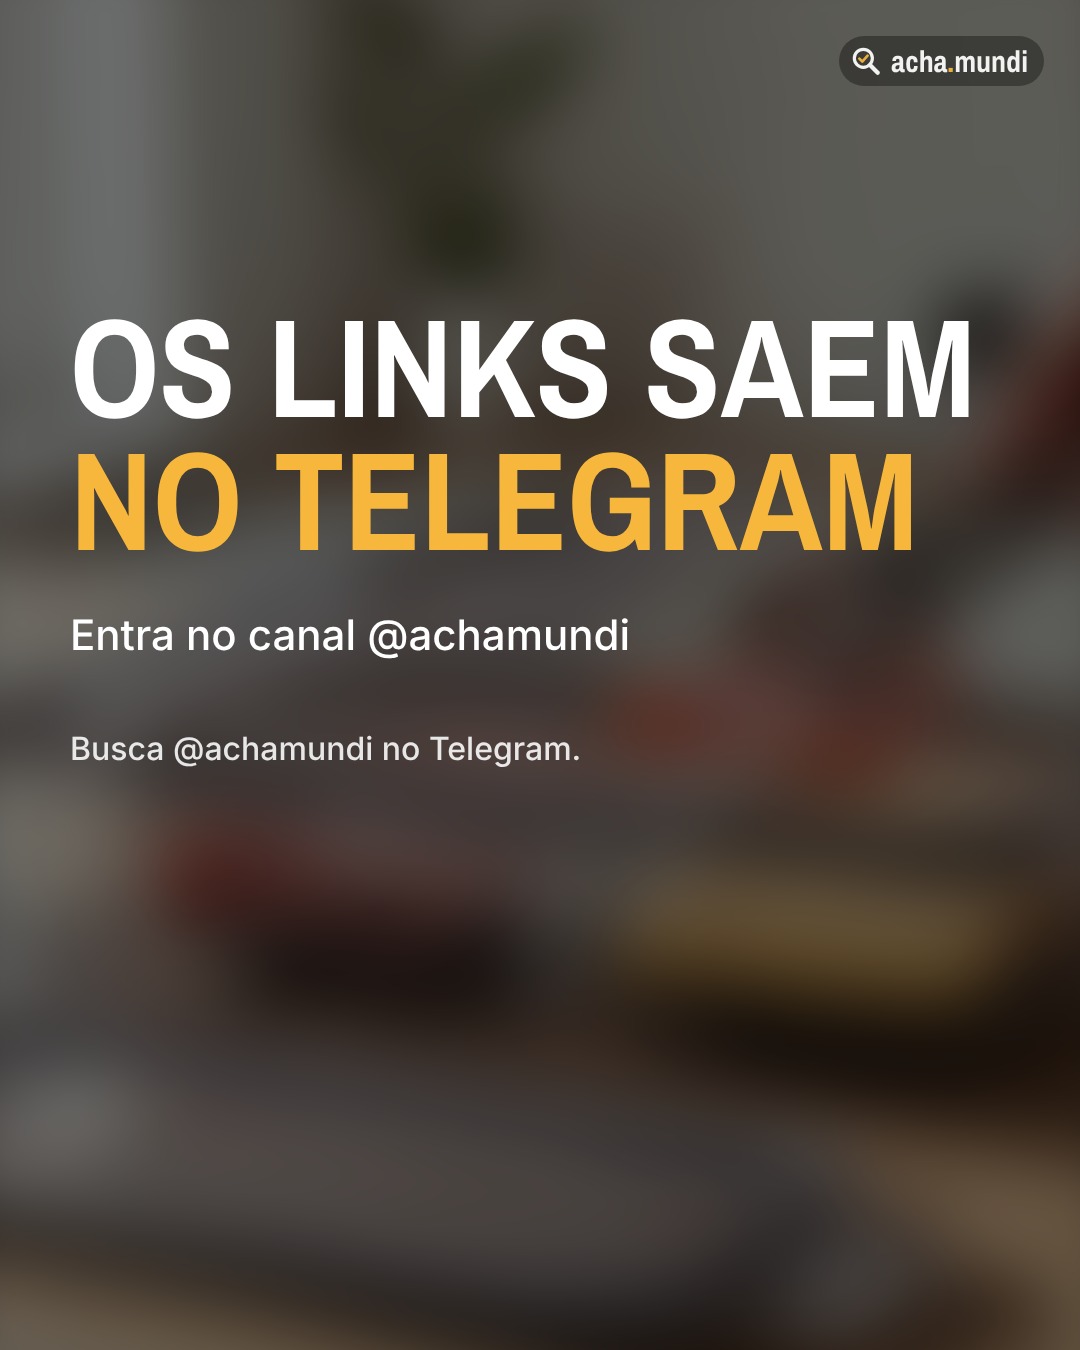 acha.mundi
OS LINKS SAEM
NO TELEGRAM
Entra no canal @achamundi
Busca @achamundi no Telegram.